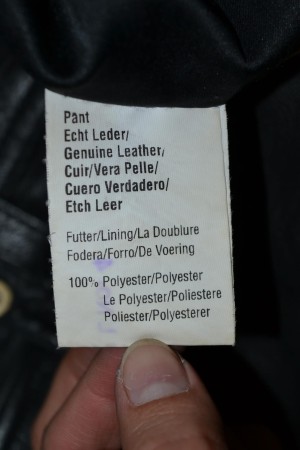 Pant
Echt Leder/
Genuine Leather,
Cuir/Vera Pelle/
Cuero Verdadero/
Etch Leer
Futter/Lining/La Doublure
Fodera/Forro/De Voering
100% Polyester/Polyester
Le Polyester/Poliestere
Poliester/Polyesterer